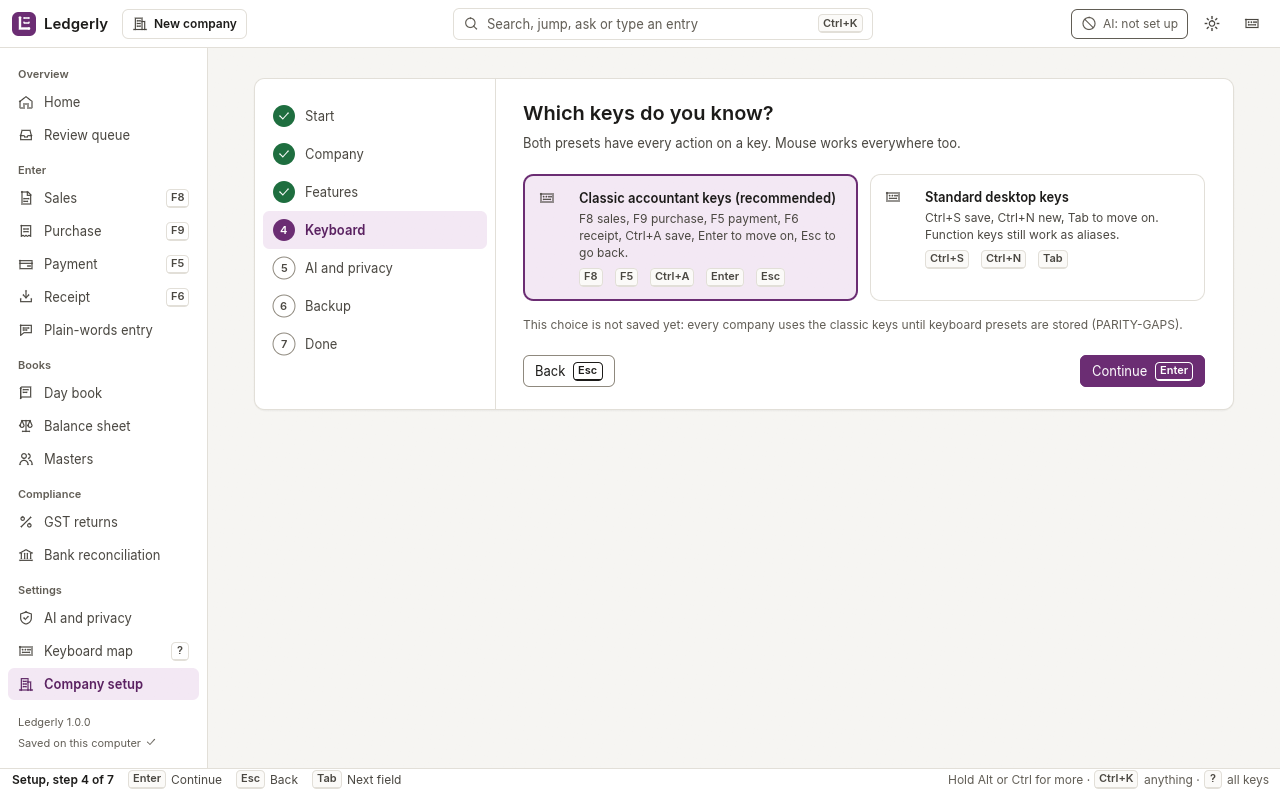 Ledgerly
New company
Search, jump, ask or type an entry
Ctrl+K
AI: not set up
Overview
Home
Review queue
Enter
Sales F8
Purchase F9
Payment F5
Receipt F6
Plain-words entry
Books
Day book
Balance sheet
Masters
Compliance
GST returns
Bank reconciliation
Settings
AI and privacy
Keyboard map ?
Company setup
Ledgerly 1.0.0
Saved on this computer
Start
Company
Features
4 Keyboard
5 AI and privacy
6 Backup
7 Done
Which keys do you know?
Both presets have every action on a key. Mouse works everywhere too.
Classic accountant keys (recommended)
F8 sales, F9 purchase, F5 payment, F6
receipt, Ctrl+A save, Enter to move on, Esc to
go back.
F8 F5 Ctrl+A Enter Esc
Standard desktop keys
Ctrl+S save, Ctrl+N new, Tab to move on.
Function keys still work as aliases.
Ctrl+S Ctrl+N Tab
This choice is not saved yet: every company uses the classic keys until keyboard presets are stored (PARITY-GAPS).
Back Esc
Continue Enter
Setup, step 4 of 7 Enter Continue Esc Back Tab Next field
Hold Alt or Ctrl for more · Ctrl+K anything · ? all keys